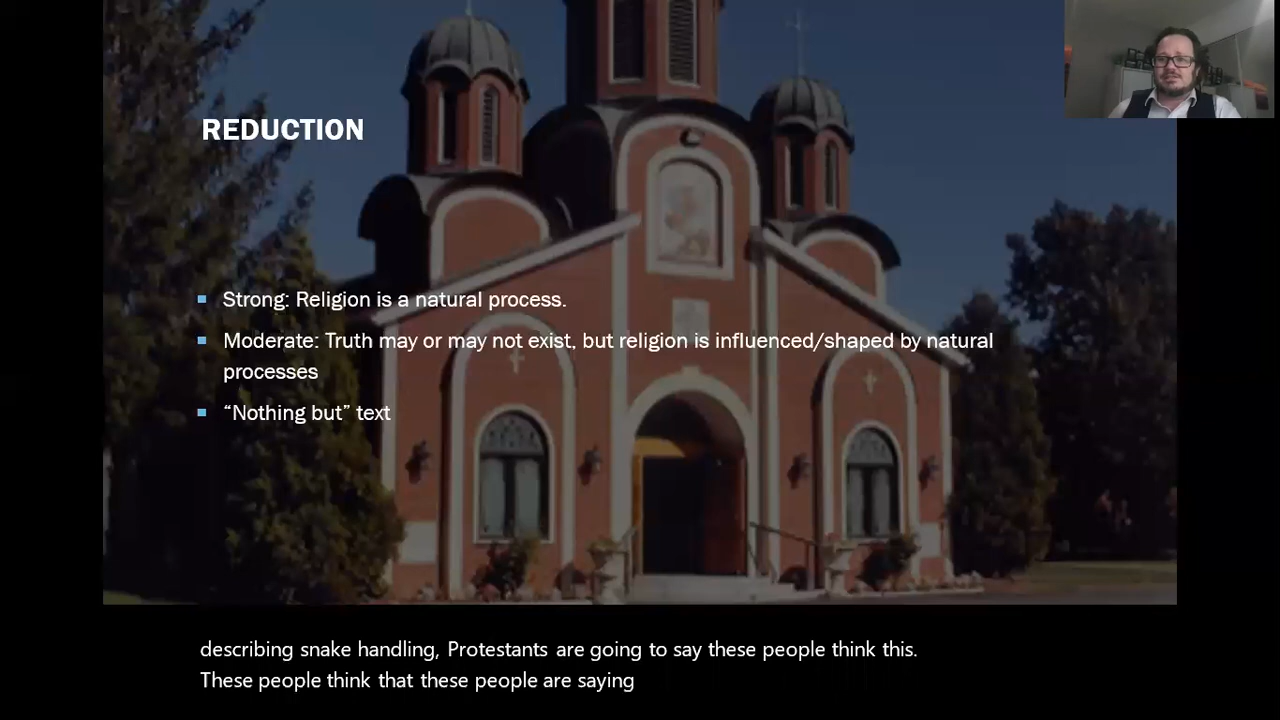 REDUCTION
Strong: Religion is a natural process.
Moderate: Truth may or may not exist, but religion is influenced/shaped by natural
processes
“Nothing but” text
describing snake handling, Protestants are going to say these people think this.
These people think that these people are saying